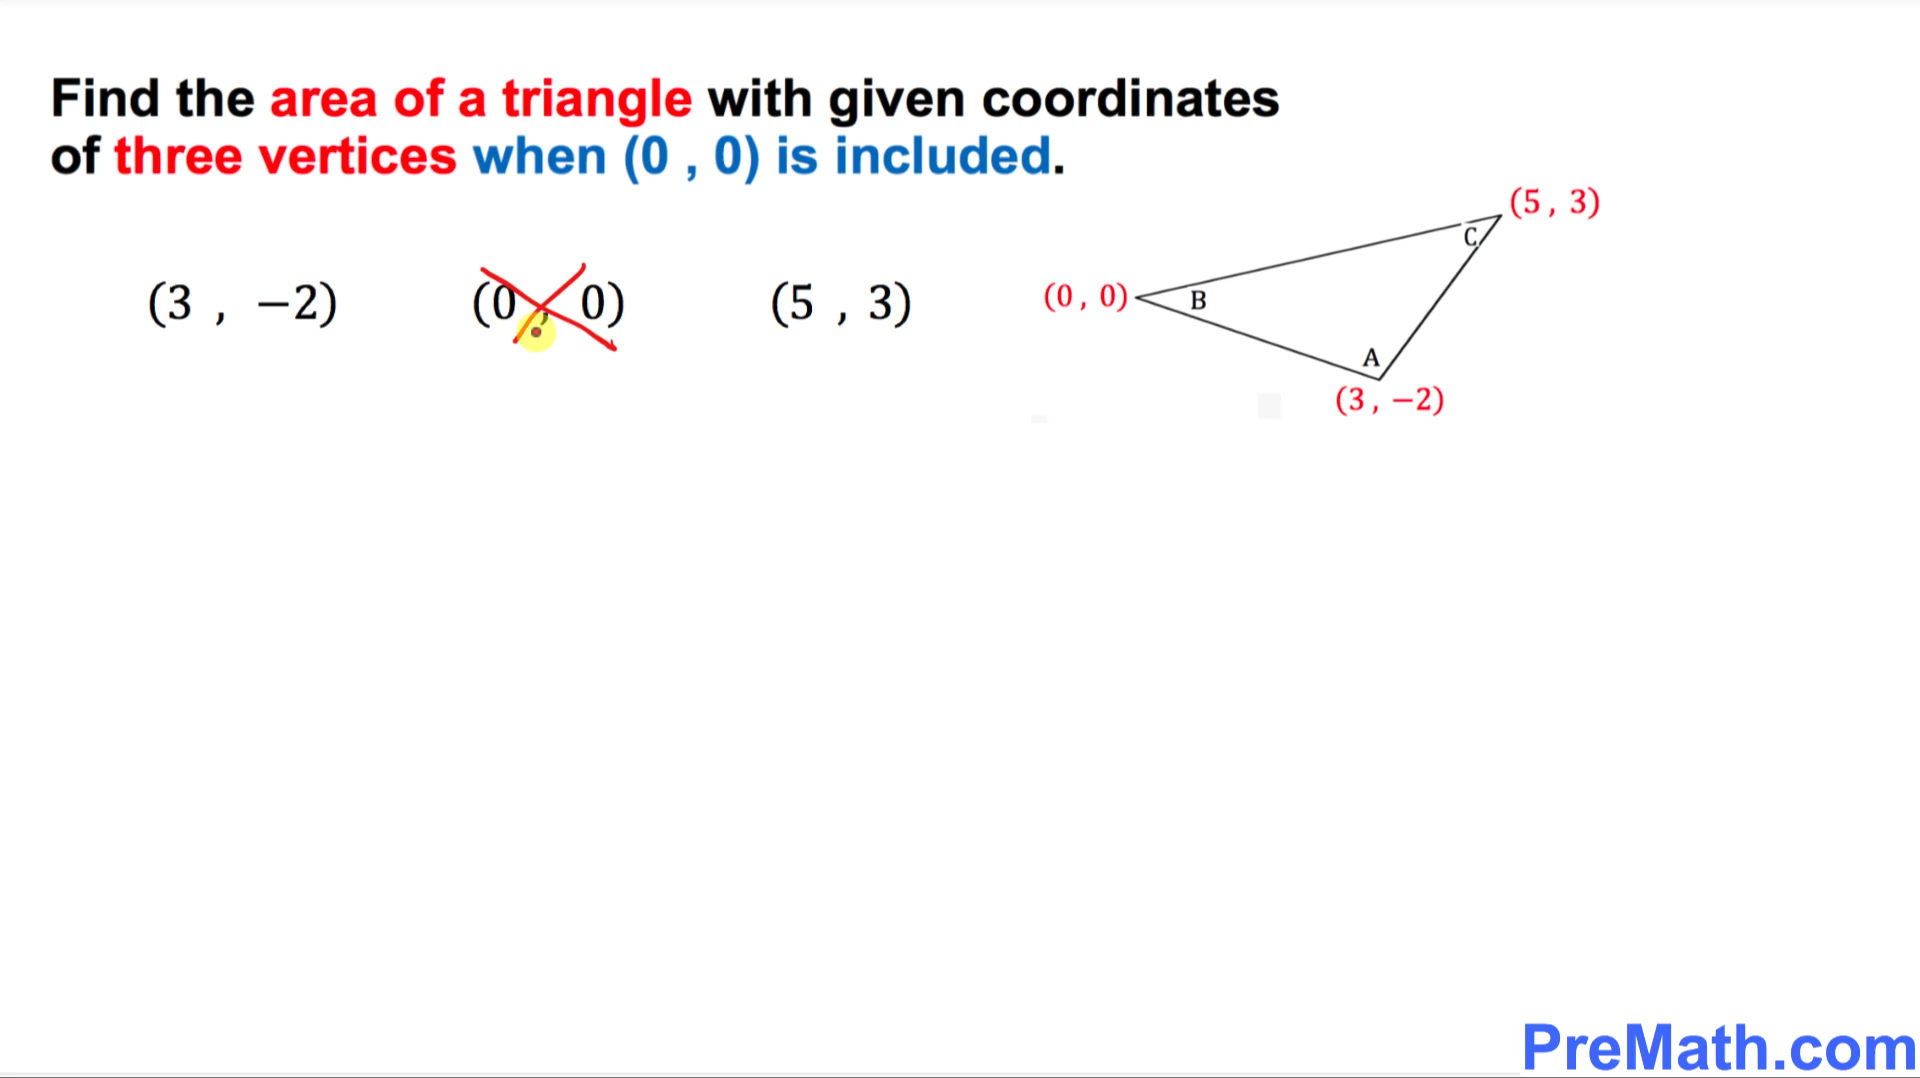 Find the area of a triangle with given coordinates
of three vertices when (0 , 0) is included.
(5 , 3)
C
(3 , −2) (0 , 0) (5 , 3)
(0 , 0) B
A
(3 , −2)
PreMath.com